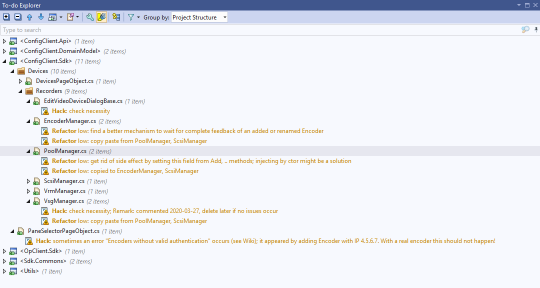 To-do Explorer
Group by: Project Structure
Type to search
<ConfigClient.Api> (1 item)
<ConfigClient.DomainModel> (2 items)
<ConfigClient.Sdk> (11 items)
Devices (10 items)
DevicesPageObject.cs (1 item)
Recorders (9 items)
EditVideoDeviceDialogBase.cs (1 item)
Hack: check necessity
EncoderManager.cs (2 items)
Refactor low: find a better mechanism to wait for complete feedback of an added or renamed Encoder
Refactor low: copy paste from PoolManager, ScsiManager
PoolManager.cs (2 items)
Refactor low: get rid of side effect by setting this field from Add, .. methods; injecting by ctor might be a solution
Refactor low: copied to EncoderManager, ScsiManager
ScsiManager.cs (1 item)
VrmManager.cs (1 item)
VsgManager.cs (2 items)
Hack: check necessity; Remark: commented 2020-03-27, delete later if no issues occur
Refactor low: copy paste from PoolManager, ScsiManager
PaneSelectorPageObject.cs (1 item)
Hack: sometimes an error "Encoders without valid authentication" occurs (see Wiki); it appeared by adding Encoder with IP 4.5.6.7. With a real encoder this should not happen!
<OpClient.Sdk> (1 item)
<Sdk.Commons> (2 items)
<Utils> (1 item)